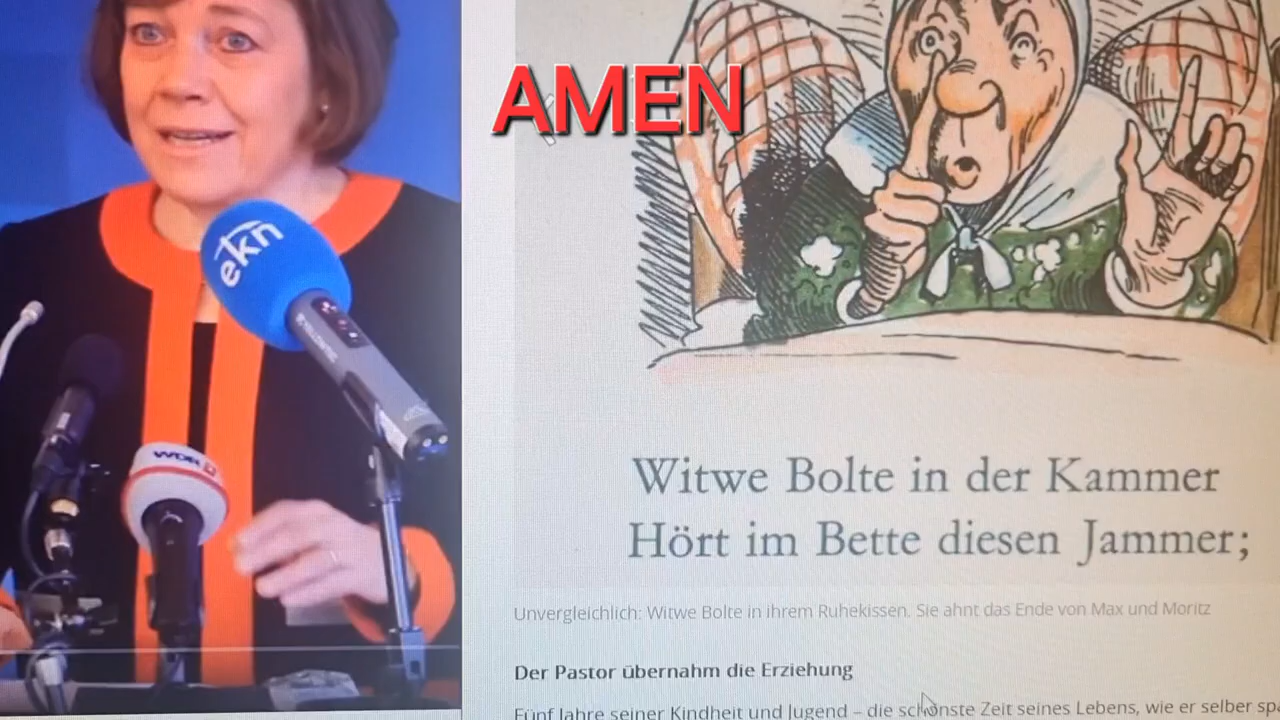 AMEN
ekn
WDR
Witwe Bolte in der Kammer
Hört im Bette diesen Jammer;
Unvergleichlich: Witwe Bolte in ihrem Ruhekissen. Sie ahnt das Ende von Max und Moritz
Der Pastor übernahm die Erziehung
Fünf Jahre seiner Kindheit und Jugend – die schönste Zeit seines Lebens, wie er selber